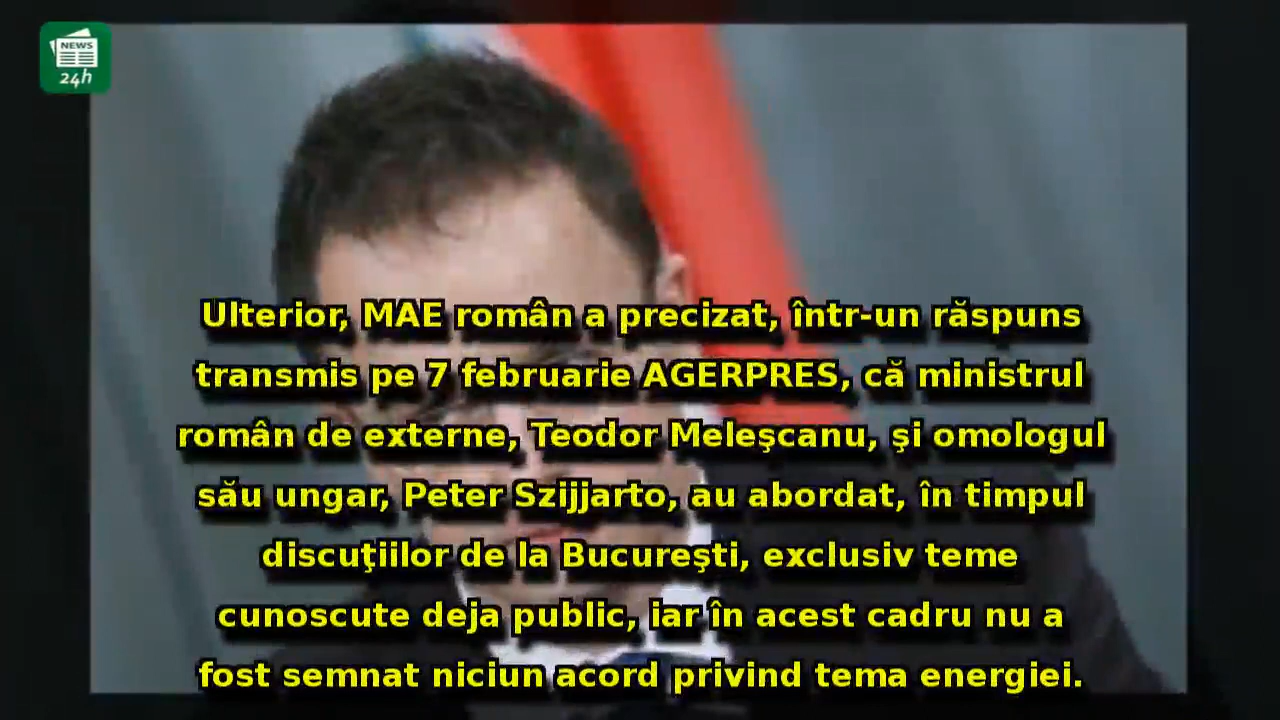 NEWS
24h
Ulterior, MAE român a precizat, într-un răspuns
transmis pe 7 februarie AGERPRES, că ministrul
român de externe, Teodor Meleşcanu, şi omologul
său ungar, Peter Szijjarto, au abordat, în timpul
discuţiilor de la Bucureşti, exclusiv teme
cunoscute deja public, iar în acest cadru nu a
fost semnat niciun acord privind tema energiei.